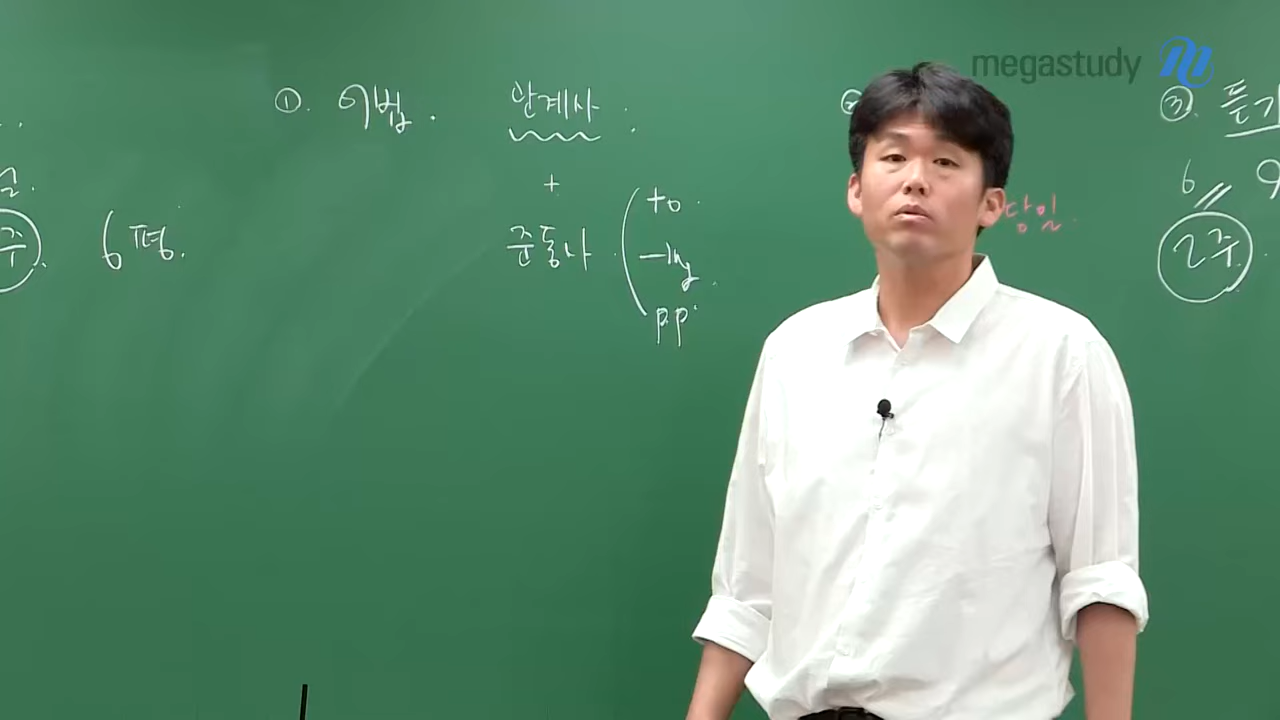 megastudy
① . 어법 . 관계사 .
+
준동사 . ( to .
-ing .
p.p.
6평.
당일 .
③ . 듣기
6 9
2주 .
주